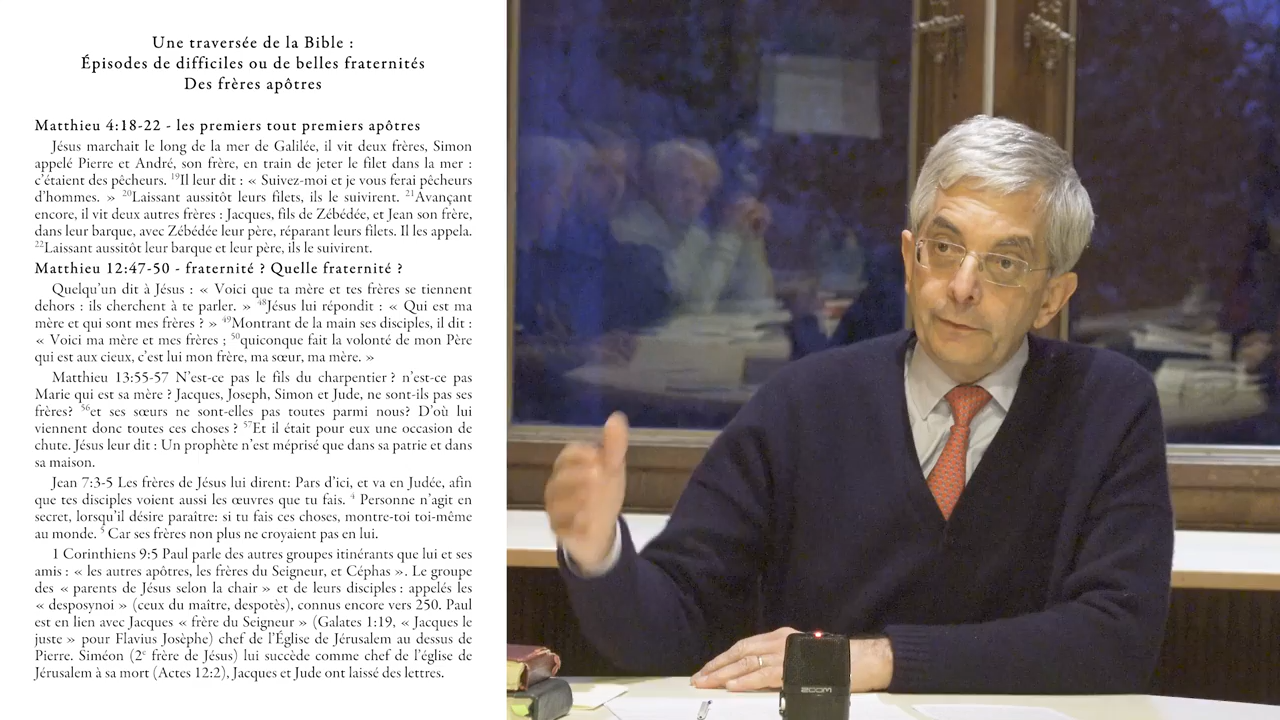 Une traversée de la Bible :
Épisodes de difficiles ou de belles fraternités
Des frères apôtres
Matthieu 4:18-22 - les premiers tout premiers apôtres
Jésus marchait le long de la mer de Galilée, il vit deux frères, Simon
appelé Pierre et André, son frère, en train de jeter le filet dans la mer :
c'étaient des pêcheurs. ¹⁹Il leur dit : « Suivez-moi et je vous ferai pêcheurs
d'hommes. » ²⁰Laissant aussitôt leurs filets, ils le suivirent. ²¹Avançant
encore, il vit deux autres frères : Jacques, fils de Zébédée, et Jean son frère,
dans leur barque, avec Zébédée leur père, réparant leurs filets. Il les appela.
²²Laissant aussitôt leur barque et leur père, ils le suivirent.
Matthieu 12:47-50 - fraternité ? Quelle fraternité ?
Quelqu'un dit à Jésus : « Voici que ta mère et tes frères se tiennent
dehors : ils cherchent à te parler. » ⁴⁸Jésus lui répondit : « Qui est ma
mère et qui sont mes frères ? » ⁴⁹Montrant de la main ses disciples, il dit :
« Voici ma mère et mes frères ; ⁵⁰quiconque fait la volonté de mon Père
qui est aux cieux, c'est lui mon frère, ma sœur, ma mère. »
Matthieu 13:55-57 N'est-ce pas le fils du charpentier ? n'est-ce pas
Marie qui est sa mère ? Jacques, Joseph, Simon et Jude, ne sont-ils pas ses
frères? ⁵⁶et ses sœurs ne sont-elles pas toutes parmi nous? D'où lui
viennent donc toutes ces choses ? ⁵⁷Et il était pour eux une occasion de
chute. Jésus leur dit : Un prophète n'est méprisé que dans sa patrie et dans
sa maison.
Jean 7:3-5 Les frères de Jésus lui dirent: Pars d'ici, et va en Judée, afin
que tes disciples voient aussi les œuvres que tu fais. ⁴ Personne n'agit en
secret, lorsqu'il désire paraître: si tu fais ces choses, montre-toi toi-même
au monde. ⁵ Car ses frères non plus ne croyaient pas en lui.
1 Corinthiens 9:5 Paul parle des autres groupes itinérants que lui et ses
amis : « les autres apôtres, les frères du Seigneur, et Céphas ». Le groupe
des « parents de Jésus selon la chair » et de leurs disciples : appelés les
« desposynoi » (ceux du maître, despotès), connus encore vers 250. Paul
est en lien avec Jacques « frère du Seigneur » (Galates 1:19, « Jacques le
juste » pour Flavius Josèphe) chef de l'Église de Jérusalem au dessus de
Pierre. Simon (2ᵉ frère de Jésus) lui succède comme chef de l'église de
Jérusalem à sa mort (Actes 12:2), Jacques et Jude ont laissé des lettres.
zoom